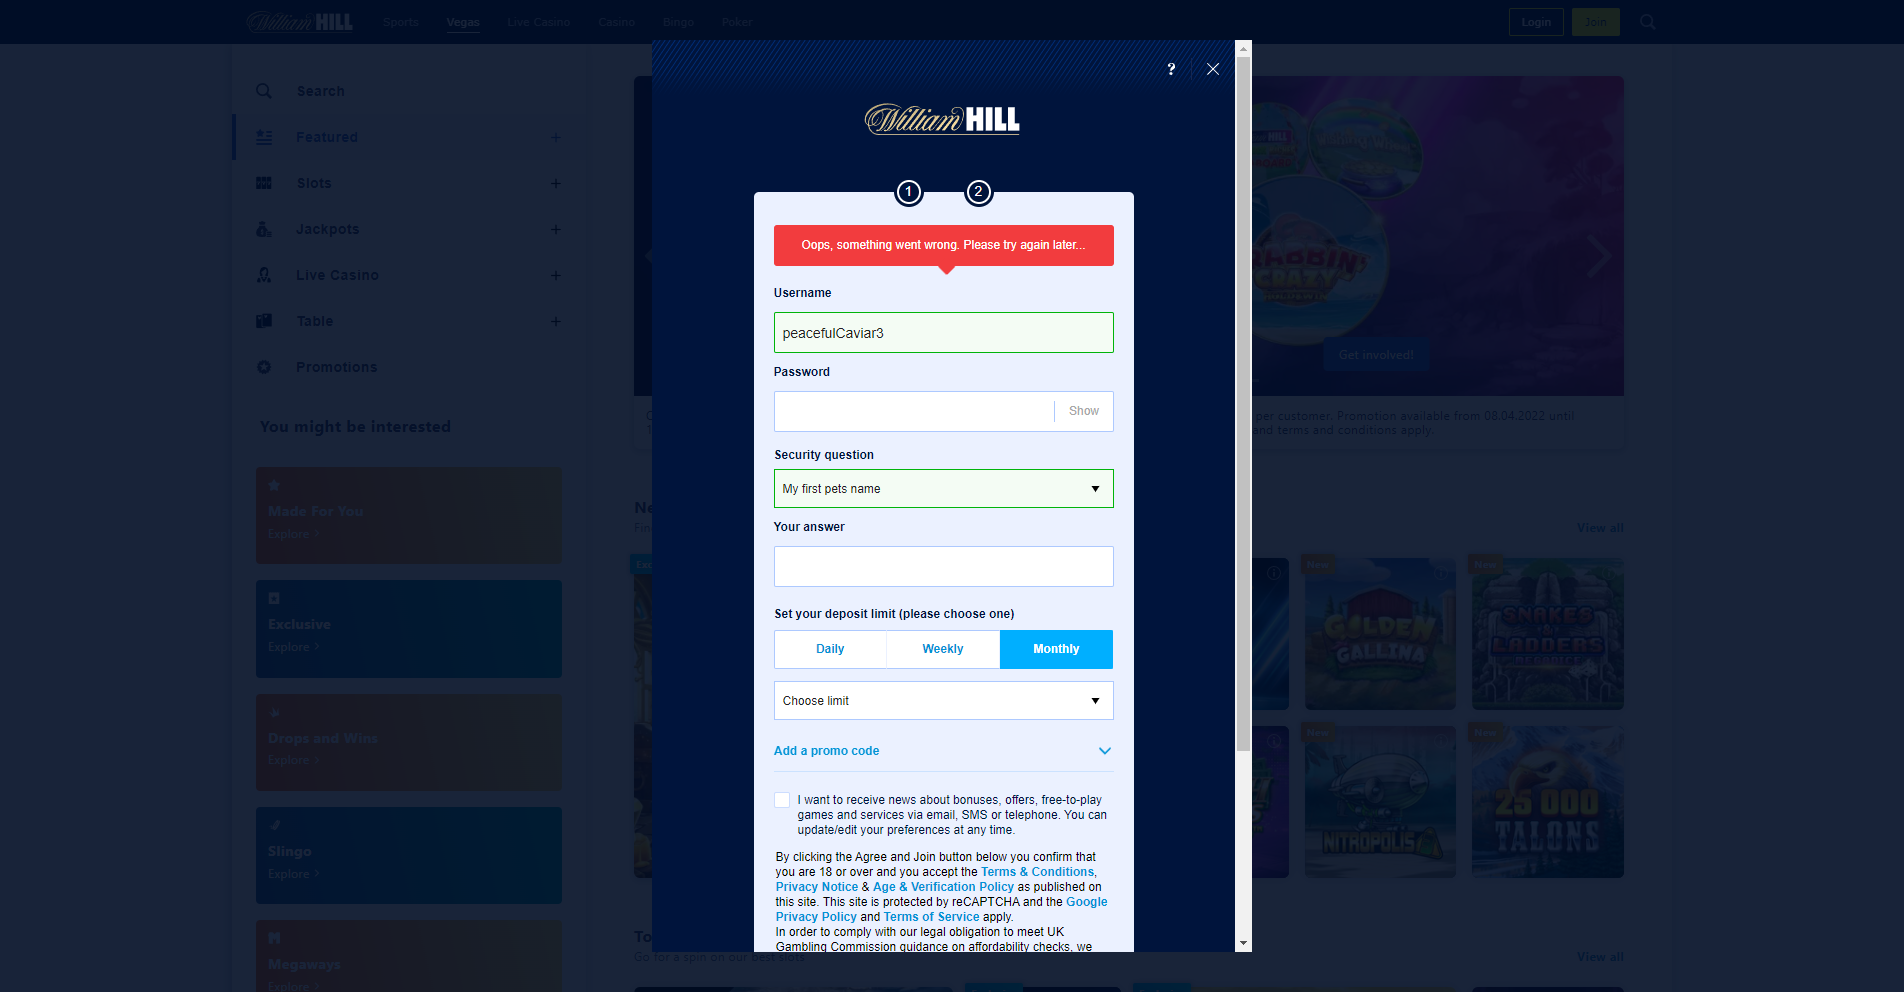 William HILL
Sports
Vegas
Live Casino
Casino
Bingo
Poker
Login
Join
Search
Featured
Slots
Jackpots
Live Casino
Table
Promotions
You might be interested
Made For You
Explore >
Exclusive
Explore >
Drops and Wins
Explore >
Slingo
Explore >
Megaways
Explore >
?
William HILL
1
2
Oops, something went wrong. Please try again later...
Username
peacefulCaviar3
Password
Show
Security question
My first pets name
Your answer
Set your deposit limit (please choose one)
Daily
Weekly
Monthly
Choose limit
Add a promo code
I want to receive news about bonuses, offers, free-to-play
games and services via email, SMS or telephone. You can
update/edit your preferences at any time.
By clicking the Agree and Join button below you confirm that
you are 18 or over and you accept the Terms & Conditions,
Privacy Notice & Age & Verification Policy as published on
this site. This site is protected by reCAPTCHA and the Google
Privacy Policy and Terms of Service apply.
In order to comply with our legal obligation to meet UK
Gambling Commission guidance on affordability checks, we
Get involved!
per customer. Promotion available from 08.04.2022 until
and terms and conditions apply.
View all
New
GOLDEN
GALLINA
New
SNAKES &
LADDERS
MEGADICE
New
NITROPOLIS
New
25 000
TALONS
Go for a spin on our best slots
View all